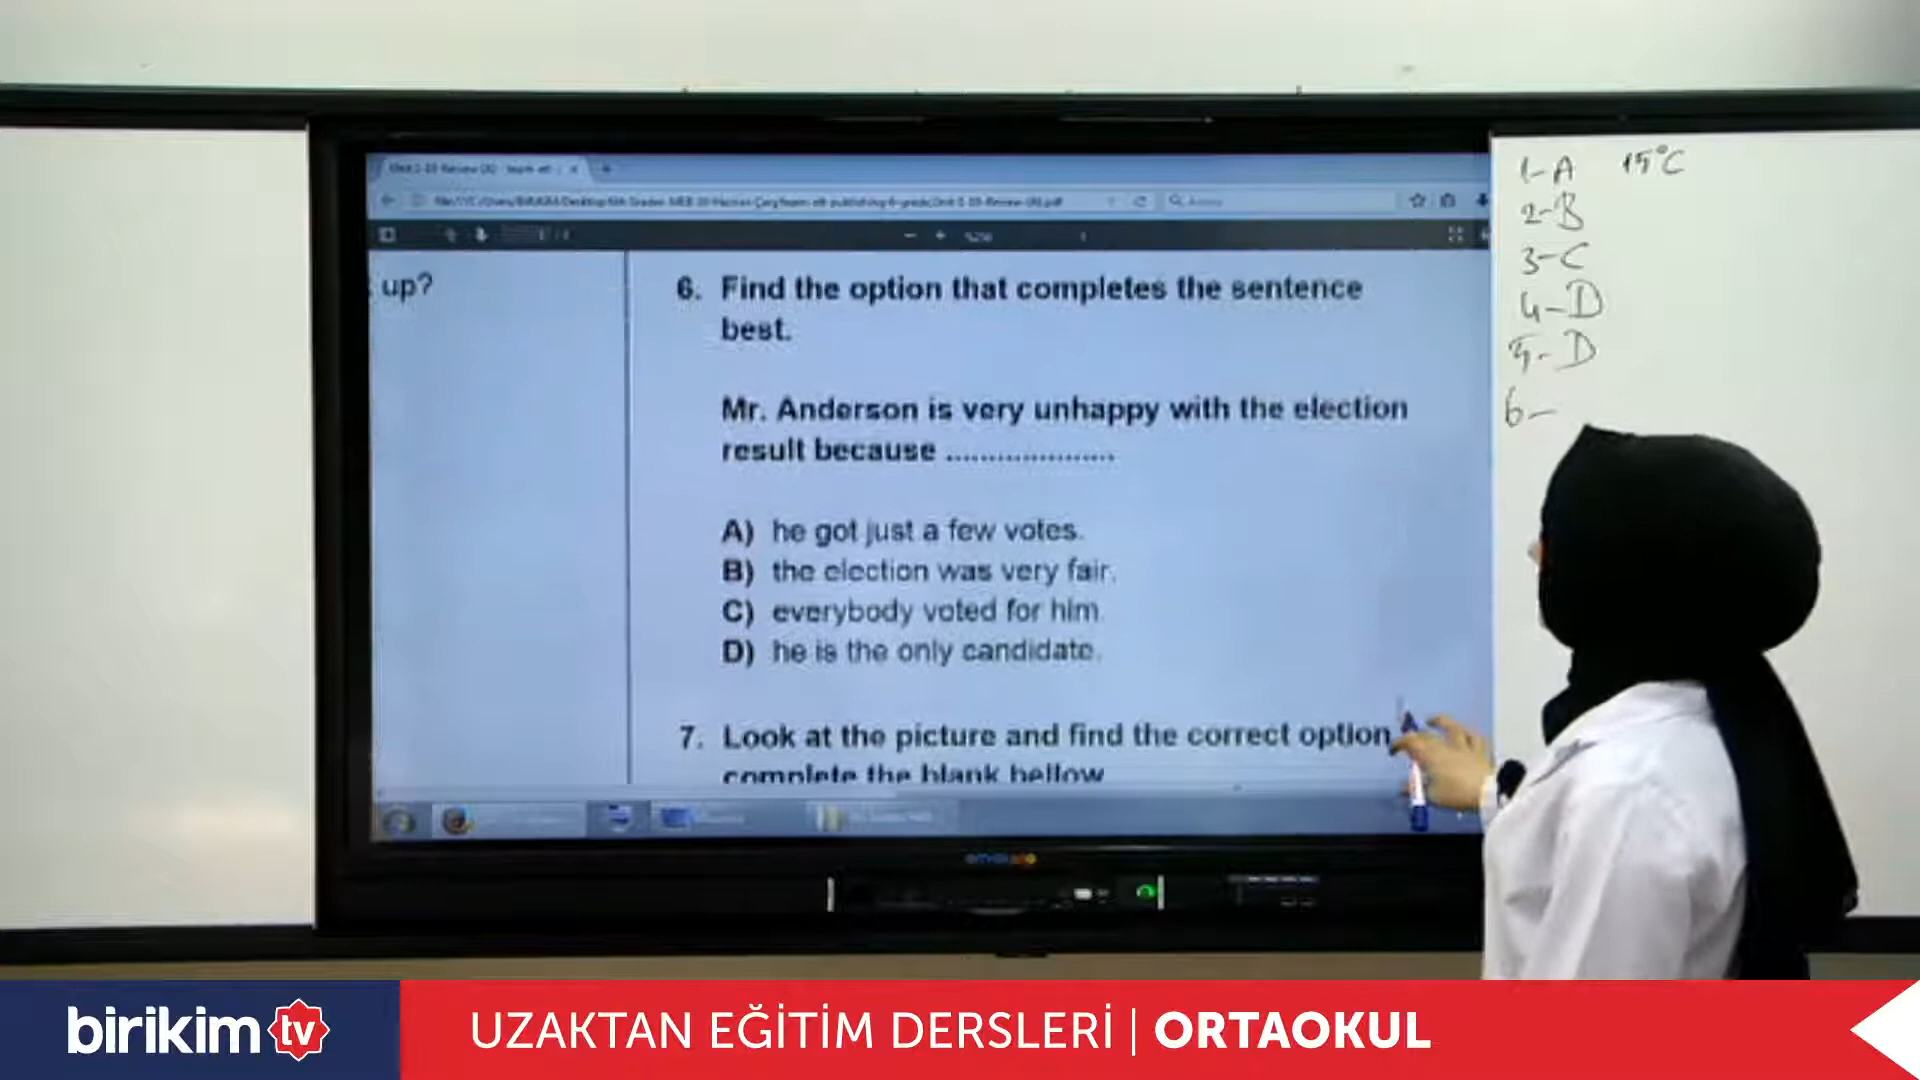 up?
6. Find the option that completes the sentence
best.
Mr. Anderson is very unhappy with the election
result because ....................
A) he got just a few votes.
B) the election was very fair.
C) everybody voted for him.
D) he is the only candidate.
7. Look at the picture and find the correct option
complete the blank bellow
1-A 15°C
2-B
3-C
4-D
5-D
6-
birikim tv
UZAKTAN EĞİTİM DERSLERİ | ORTAOKUL